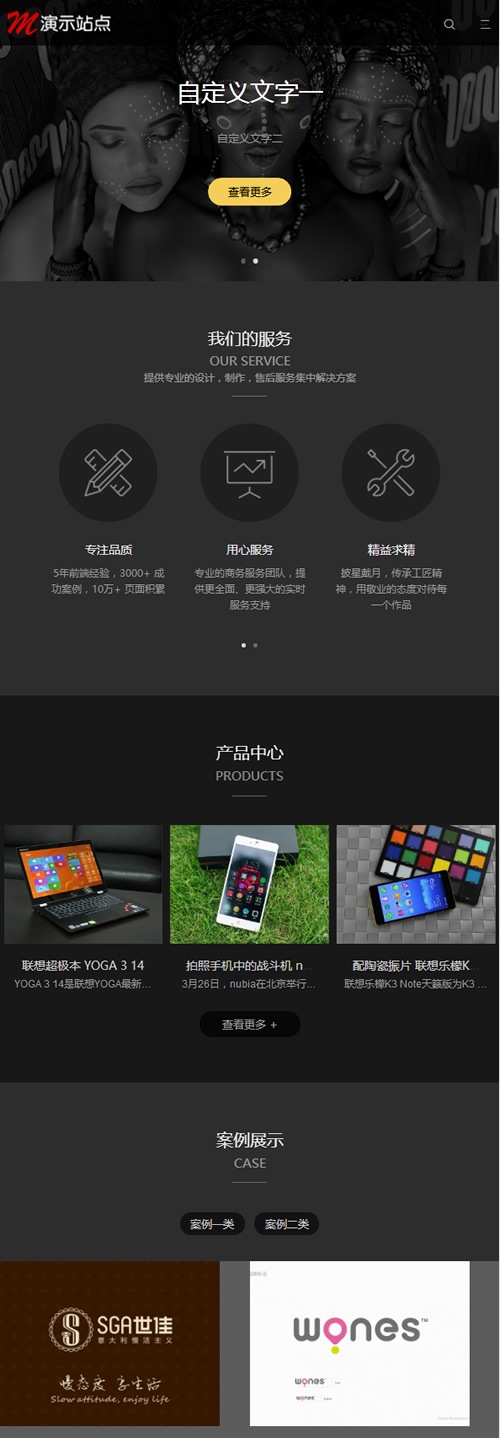 M 演示站点
自定义文字一
自定义文字二
查看更多
我们的服务
OUR SERVICE
提供专业的设计，制作，售后服务集中解决方案
专注品质
用心服务
精益求精
5年前端经验，3000+ 成
功案例，10万+ 页面积累
专业的商务服务团队，提
供更全面、更强大的实时
服务支持
披星戴月，传承工匠精
神，用敬业的态度对待每
一个作品
产品中心
PRODUCTS
联想超极本 YOGA 3 14
YOGA 3 14是联想YOGA最新...
拍照手机中的战斗机 n...
3月26日，nubia在北京举行...
配陶瓷振片 联想乐檬K...
联想乐檬K3 Note天籁版为K3 ...
查看更多 +
案例展示
CASE
案例一类
案例二类
SGA世佳
意大利慢活主义
慢态度 享生活
Slow attitude, enjoy life
wones™
wones
wones